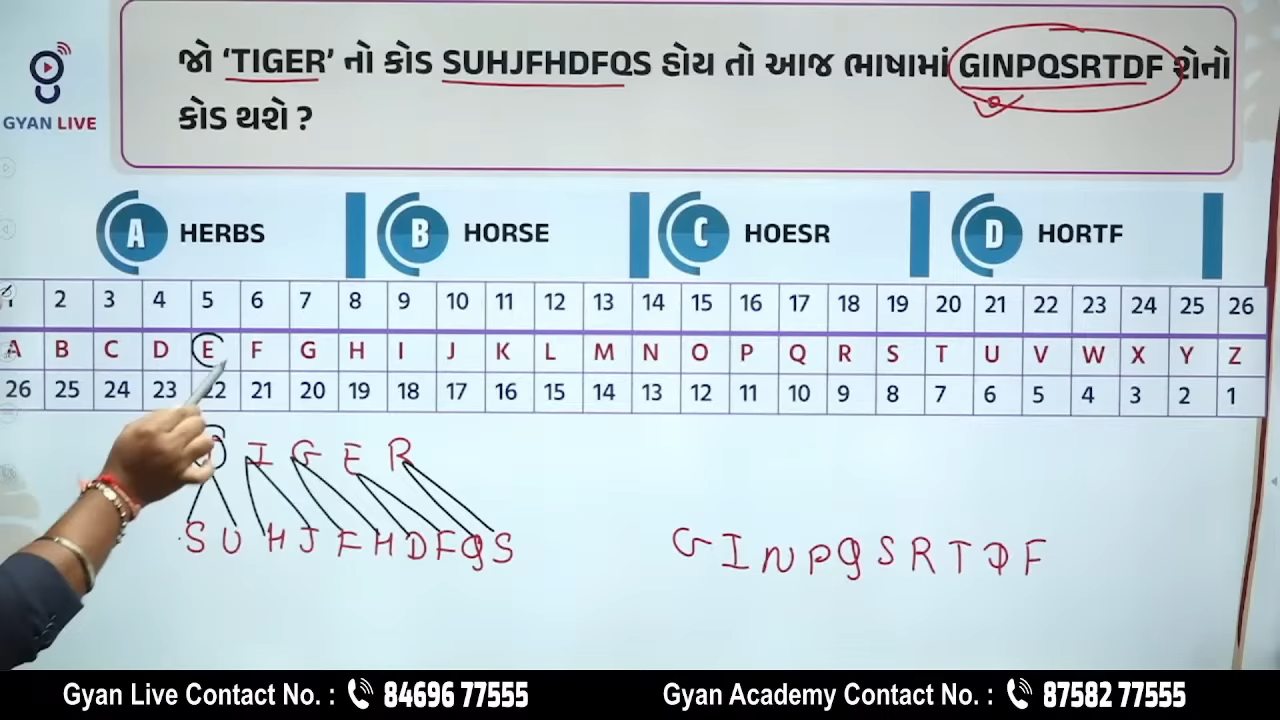 GYAN LIVE
જો 'TIGER' નો કોડ SUHJFHDFQS હોય તો આજ ભાષામાં GINPQSRTDF શેનો
કોડ થશે ?
A HERBS B HORSE C HOESR D HORTF
1 2 3 4 5 6 7 8 9 10 11 12 13 14 15 16 17 18 19 20 21 22 23 24 25 26
A B C D E F G H I J K L M N O P Q R S T U V W X Y Z
26 25 24 23 22 21 20 19 18 17 16 15 14 13 12 11 10 9 8 7 6 5 4 3 2 1
I G E R
S U H J F H D F Q S G I N P Q S R T D F
Gyan Live Contact No. : 84696 77555 Gyan Academy Contact No. : 87582 77555